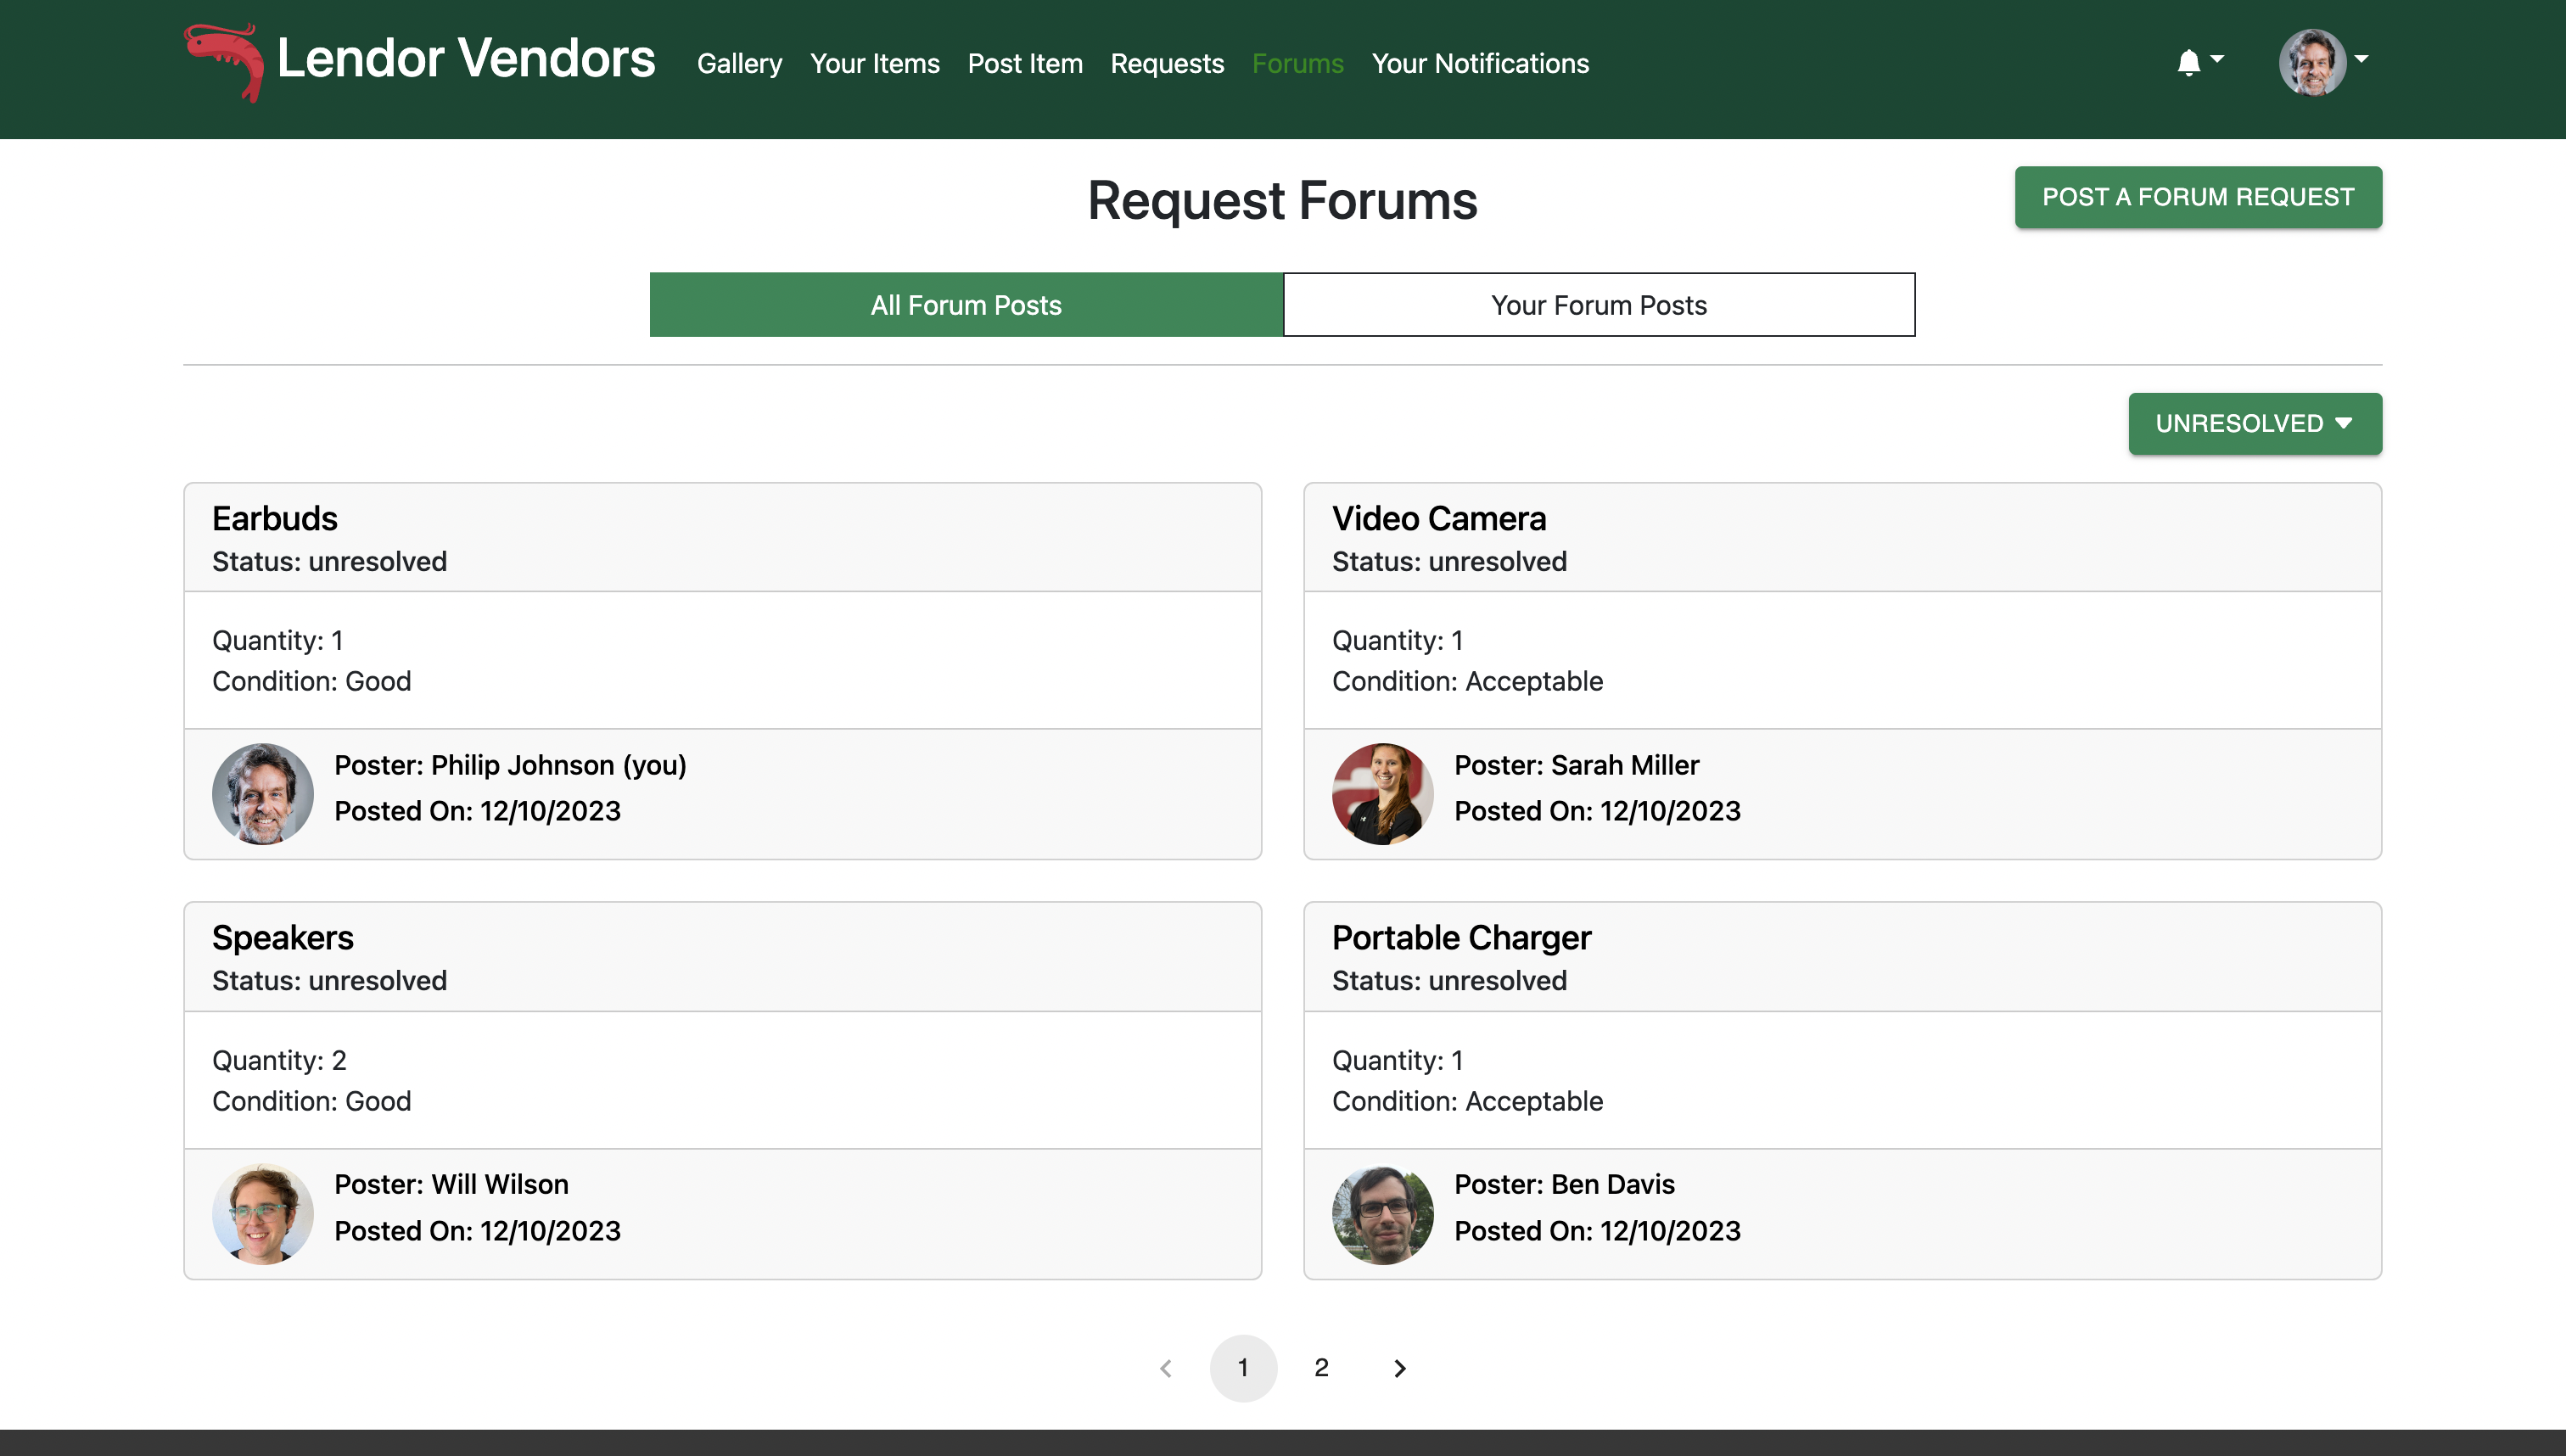 Lendor Vendors
Gallery Your Items Post Item Requests Forums Your Notifications
Request Forums
POST A FORUM REQUEST
All Forum Posts
Your Forum Posts
UNRESOLVED
Earbuds
Status: unresolved
Quantity: 1
Condition: Good
Poster: Philip Johnson (you)
Posted On: 12/10/2023
Video Camera
Status: unresolved
Quantity: 1
Condition: Acceptable
Poster: Sarah Miller
Posted On: 12/10/2023
Speakers
Status: unresolved
Quantity: 2
Condition: Good
Poster: Will Wilson
Posted On: 12/10/2023
Portable Charger
Status: unresolved
Quantity: 1
Condition: Acceptable
Poster: Ben Davis
Posted On: 12/10/2023
1 2